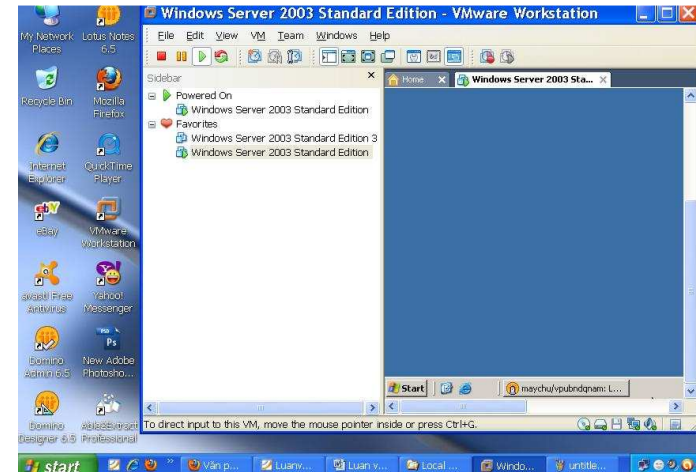 Windows Server 2003 Standard Edition - VMware Workstation
File Edit View VM Team Windows Help
Sidebar
Powered On
Windows Server 2003 Standard Edition
Favorites
Windows Server 2003 Standard Edition 3
Windows Server 2003 Standard Edition
Home
Windows Server 2003 Sta...
My Network Places
Lotus Notes 6.5
Recycle Bin
Mozilla Firefox
Internet Explorer
QuickTime Player
eBay
VMware Workstation
avast! Free Antivirus
Yahoo! Messenger
Domino Admin 6.5
New Adobe Photosho...
Domino Designer 6.5
Professional
Start
maychu/vpubndqnam: L...
To direct input to this VM, move the mouse pointer inside or press Ctrl+G.
start
Văn p...
Luanv...
Luan v...
Local ...
Windo...
untitle...